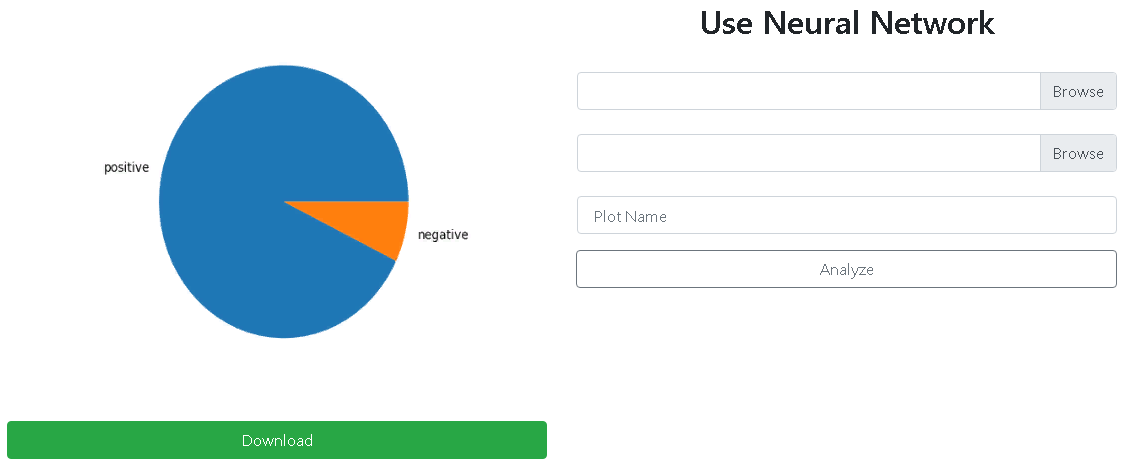 positive
negative
Download
Use Neural Network
Browse
Browse
Plot Name
Analyze